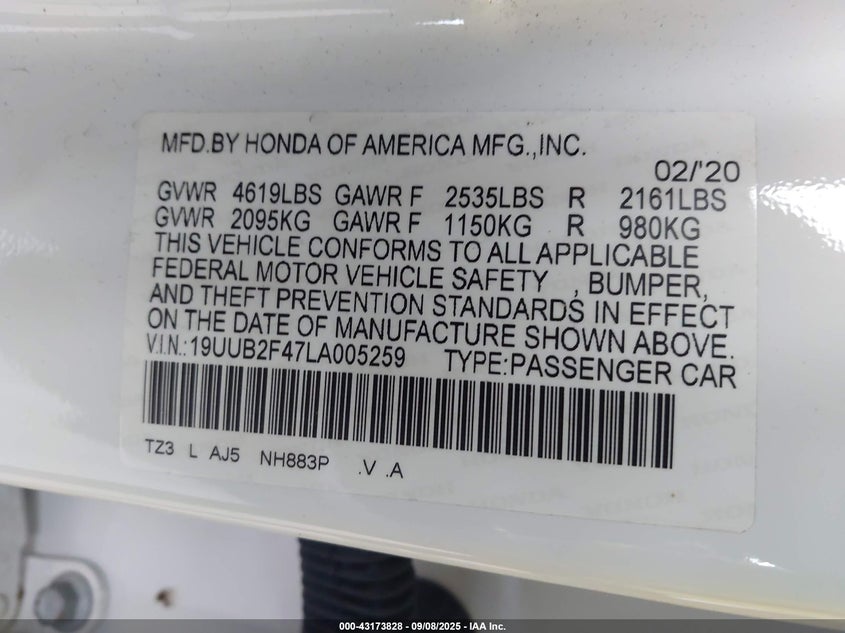 MFD.BY HONDA OF AMERICA MFG.,INC.
02/'20
GVWR 4619LBS GAWR F 2535LBS R 2161LBS
GVWR 2095KG GAWR F 1150KG R 980KG
THIS VEHICLE CONFORMS TO ALL APPLICABLE
FEDERAL MOTOR VEHICLE SAFETY , BUMPER,
AND THEFT PREVENTION STANDARDS IN EFFECT
ON THE DATE OF MANUFACTURE SHOWN ABOVE.
V.I.N.:19UUB2F47LA005259 TYPE:PASSENGER CAR
TZ3 L AJ5 NH883P .V .A
000-43173828 - 09/08/2025 - IAA Inc.